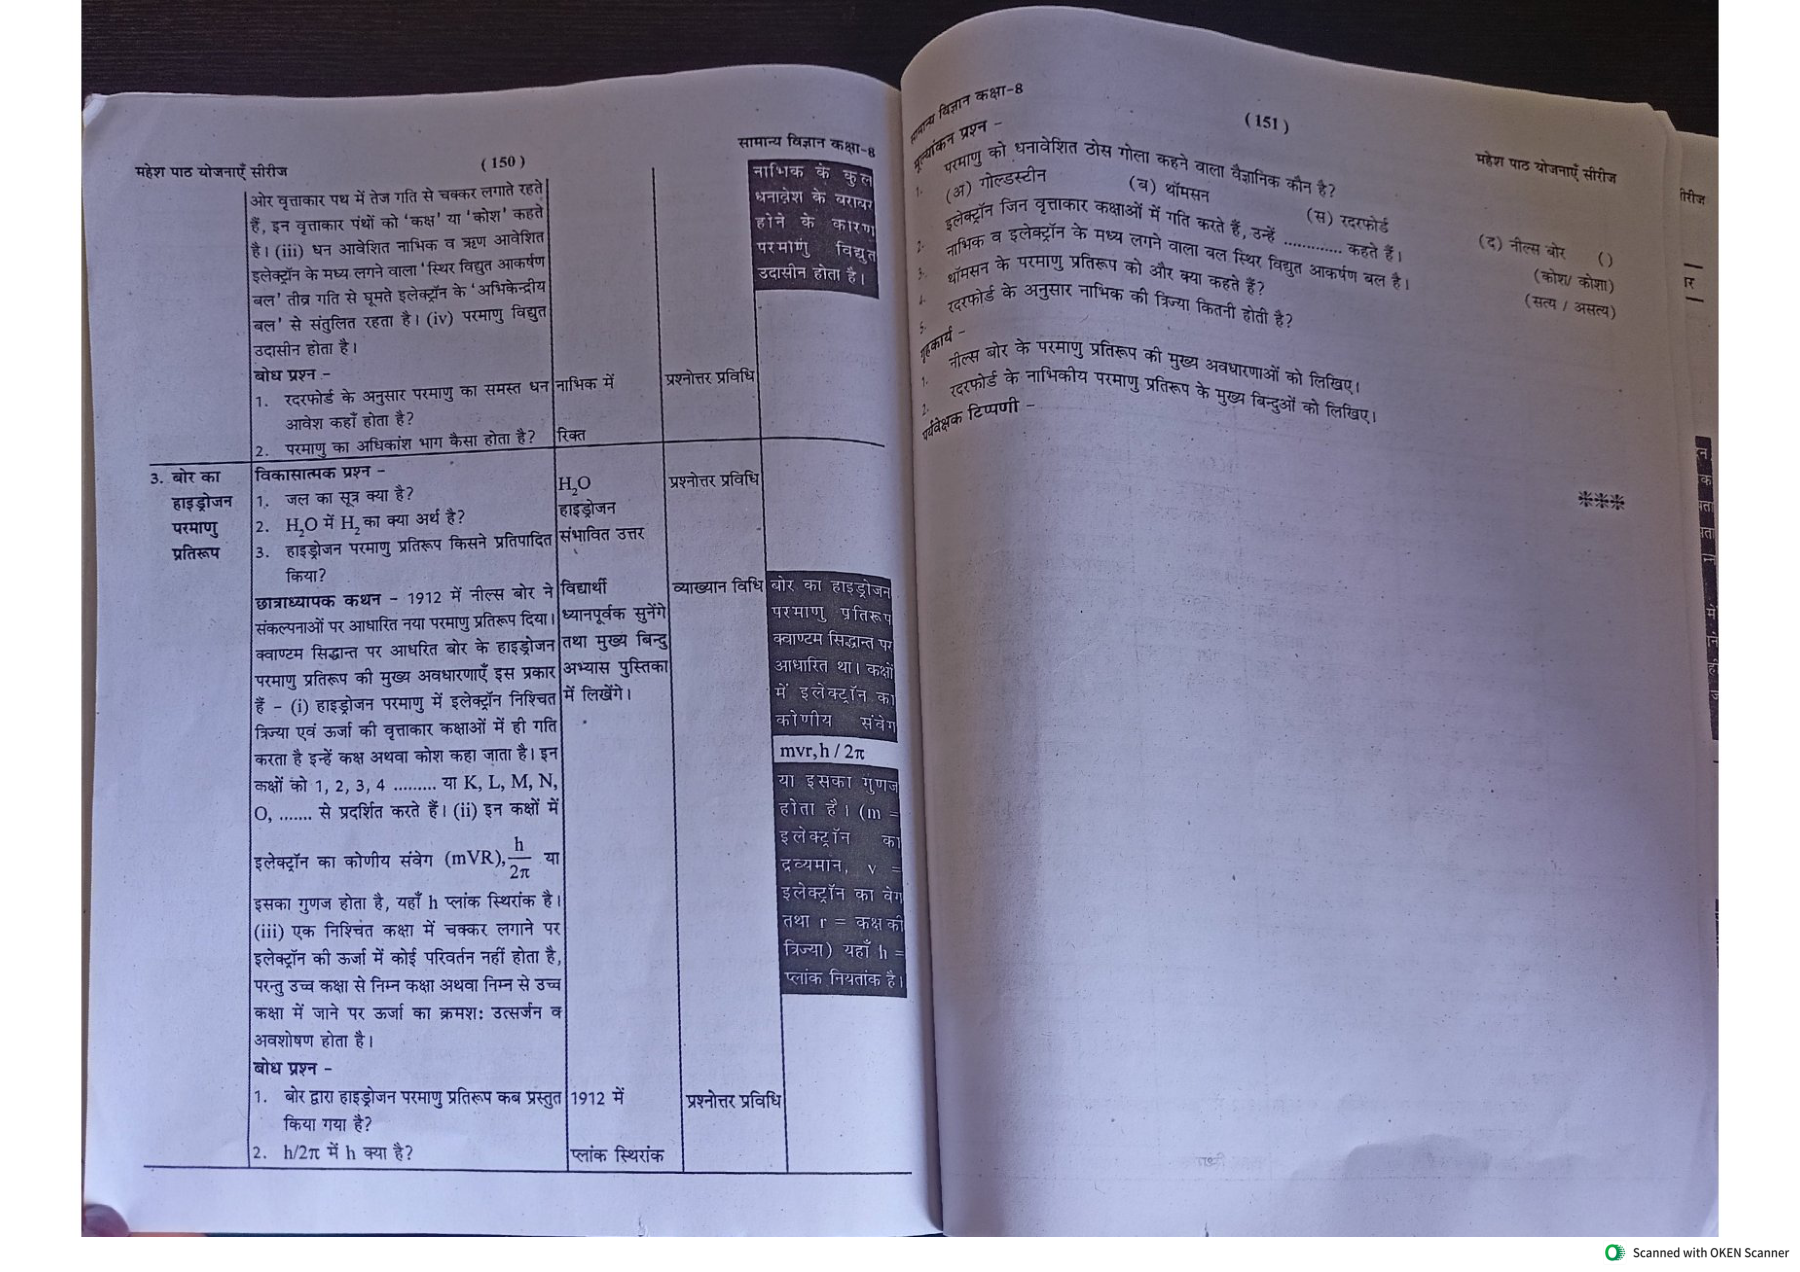 महेश पाठ योजनाएँ सीरीज
( 150 )
सामान्य विज्ञान कक्षा-8
ओर वृत्ताकार पथ में तेज गति से चक्कर लगाते रहते
हैं, इन वृत्ताकार पंथों को 'कक्ष' या 'कोश' कहते
है। (iii) धन आवेशित नाभिक व ऋण आवेशित
इलेक्ट्रॉन के मध्य लगने वाला 'स्थिर विद्युत आकर्षण
बल' तीव्र गति से घूमते इलेक्ट्रॉन के 'अभिकेन्द्रीय
बल' से संतुलित रहता है। (iv) परमाणु विद्युत
उदासीन होता है।
बोध प्रश्न -
1. रदरफोर्ड के अनुसार परमाणु का समस्त धन
आवेश कहाँ होता है?
2. परमाणु का अधिकांश भाग कैसा होता है?
नाभिक में
रिक्त
प्रश्नोत्तर प्रविधि
नाभिक के कुल
धनावेश के बराबर
होने के कारण
परमाणु विद्युत
उदासीन होता है।
3. बोर का
हाइड्रोजन
परमाणु
प्रतिरूप
विकासात्मक प्रश्न -
1. जल का सूत्र क्या है?
2. H₂O में H₂ का क्या अर्थ है?
3. हाइड्रोजन परमाणु प्रतिरूप किसने प्रतिपादित
किया?
छात्राध्यापक कथन - 1912 में नील्स बोर ने
संकल्पनाओं पर आधारित नया परमाणु प्रतिरूप दिया।
क्वाण्टम सिद्धान्त पर आधरित बोर के हाइड्रोजन
परमाणु प्रतिरूप की मुख्य अवधारणाएँ इस प्रकार
हैं - (i) हाइड्रोजन परमाणु में इलेक्ट्रॉन निश्चित
त्रिज्या एवं ऊर्जा की वृत्ताकार कक्षाओं में ही गति
करता है इन्हें कक्ष अथवा कोश कहा जाता है। इन
कक्षों को 1, 2, 3, 4 ......... या K, L, M, N,
O, ....... से प्रदर्शित करते हैं। (ii) इन कक्षों में
इलेक्ट्रॉन का कोणीय संवेग (mVR), h/2π या
इसका गुणज होता है, यहाँ h प्लांक स्थिरांक है।
(iii) एक निश्चित कक्षा में चक्कर लगाने पर
इलेक्ट्रॉन की ऊर्जा में कोई परिवर्तन नहीं होता है,
परन्तु उच्च कक्षा से निम्न कक्षा अथवा निम्न से उच्च
कक्षा में जाने पर ऊर्जा का क्रमश: उत्सर्जन व
अवशोषण होता है।
बोध प्रश्न -
1. बोर द्वारा हाइड्रोजन परमाणु प्रतिरूप कब प्रस्तुत
किया गया है?
2. h/2π में h क्या है?
H₂O
हाइड्रोजन
संभावित उत्तर
विद्यार्थी
ध्यानपूर्वक सुनेंगे
तथा मुख्य बिन्दु
अभ्यास पुस्तिका
में लिखेंगे।
1912 में
प्लांक स्थिरांक
प्रश्नोत्तर प्रविधि
व्याख्यान विधि
प्रश्नोत्तर प्रविधि
बोर का हाइड्रोजन
परमाणु प्रतिरूप
क्वाण्टम सिद्धान्त पर
आधारित था। कक्षों
में इलेक्ट्रॉन का
कोणीय संवेग
mvr, h / 2π
या इसका गुणज
होता है। (m =
इलेक्ट्रॉन का
द्रव्यमान, v =
इलेक्ट्रॉन का वेग
तथा r = कक्ष की
त्रिज्या) यहाँ h =
प्लांक नियतांक है।
सामान्य विज्ञान कक्षा-8
( 151 )
महेश पाठ योजनाएँ सीरीज
मूल्यांकन प्रश्न -
1. परमाणु को धनावेशित ठोस गोला कहने वाला वैज्ञानिक कौन है?
(अ) गोल्डस्टीन (ब) थॉमसन (स) रदरफोर्ड (द) नील्स बोर ()
2. इलेक्ट्रॉन जिन वृत्ताकार कक्षाओं में गति करते हैं, उन्हें ............. कहते हैं। (कोश/ कोशा)
3. नाभिक व इलेक्ट्रॉन के मध्य लगने वाला बल स्थिर विद्युत आकर्षण बल है। (सत्य / असत्य)
4. थॉमसन के परमाणु प्रतिरूप को और क्या कहते हैं?
5. रदरफोर्ड के अनुसार नाभिक की त्रिज्या कितनी होती है?
गृहकार्य -
1. नील्स बोर के परमाणु प्रतिरूप की मुख्य अवधारणाओं को लिखिए।
2. रदरफोर्ड के नाभिकीय परमाणु प्रतिरूप के मुख्य बिन्दुओं को लिखिए।
पर्यवेक्षक टिप्पणी -
Scanned with OKEN Scanner